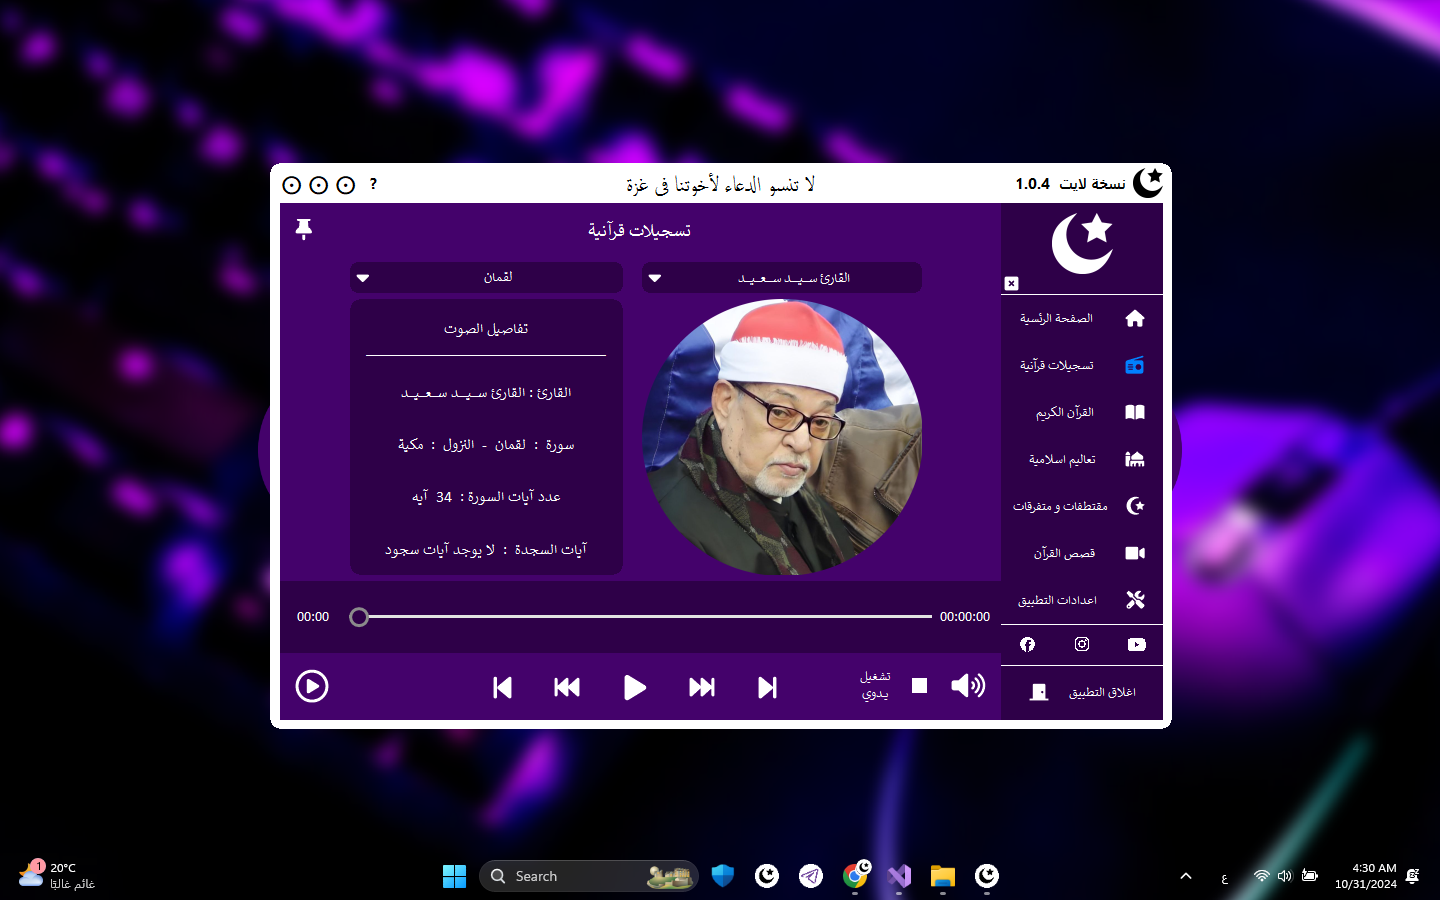 نسخة لايت 1.0.4
لا تنسو الدعاء لأخوتنا في غزة
?
تسجيلات قرآنية
القارئ سـيـد سـعـيـد
لقمان
تفاصيل الصوت
القارئ : القارئ سـيـد سـعـيـد
سورة : لقمان - النزول : مكية
عدد آيات السورة : 34 آيه
آيات السجدة : لا يوجد آيات سجود
00:00
00:00:00
تشغيل
يدوي
الصفحة الرئسية
تسجيلات قرآنية
القرآن الكريم
تعاليم اسلامية
مقتطفات و متفرقات
قصص القرآن
اعدادات التطبيق
اغلاق التطبيق
1
20°C
غائم غالبًا
Search
ع
4:30 AM
10/31/2024